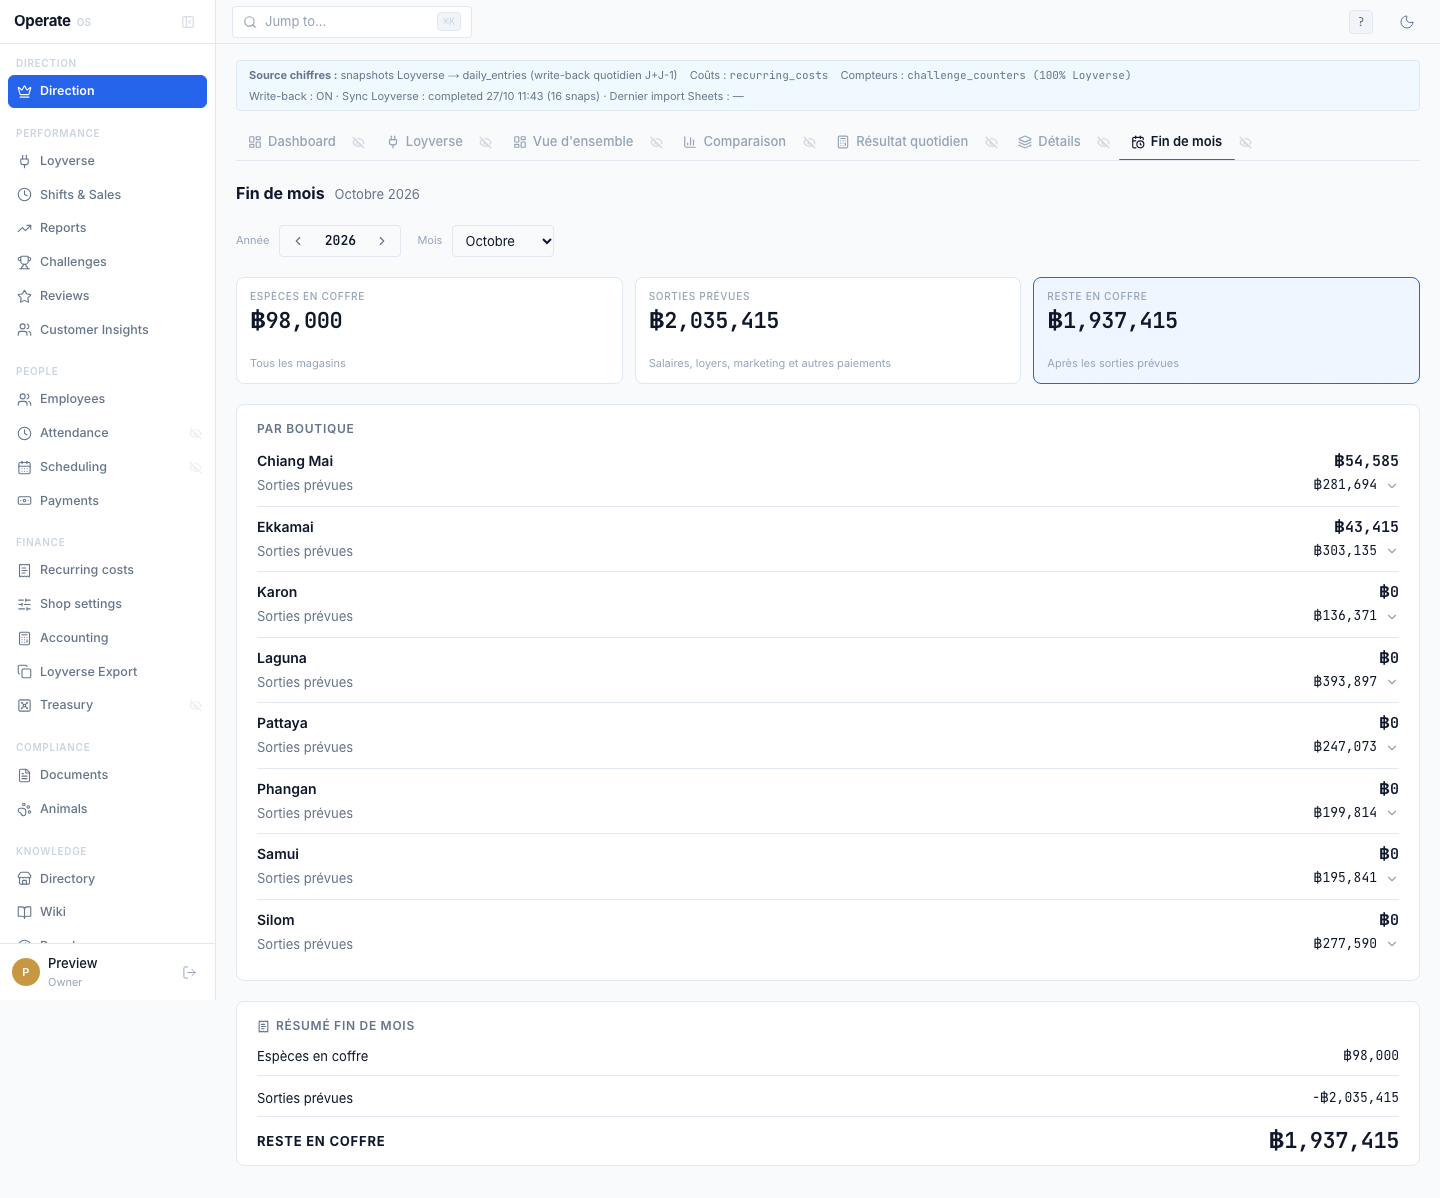 Operate OS
Jump to...
⌘K
?
DIRECTION
Direction
PERFORMANCE
Loyverse
Shifts & Sales
Reports
Challenges
Reviews
Customer Insights
PEOPLE
Employees
Attendance
Scheduling
Payments
FINANCE
Recurring costs
Shop settings
Accounting
Loyverse Export
Treasury
COMPLIANCE
Documents
Animals
KNOWLEDGE
Directory
Wiki
P
Preview
Owner
Source chiffres : snapshots Loyverse → daily_entries (write-back quotidien J+J-1) Coûts : recurring_costs Compteurs : challenge_counters (100% Loyverse)
Write-back : ON · Sync Loyverse : completed 27/10 11:43 (16 snaps) · Dernier import Sheets : —
Dashboard Loyverse Vue d'ensemble Comparaison Résultat quotidien Détails Fin de mois
Fin de mois Octobre 2026
Année 2026 Mois Octobre
ESPÈCES EN COFFRE
฿98,000
Tous les magasins
SORTIES PRÉVUES
฿2,035,415
Salaires, loyers, marketing et autres paiements
RESTE EN COFFRE
฿1,937,415
Après les sorties prévues
PAR BOUTIQUE
Chiang Mai ฿54,585
Sorties prévues ฿281,694
Ekkamai ฿43,415
Sorties prévues ฿303,135
Karon ฿0
Sorties prévues ฿136,371
Laguna ฿0
Sorties prévues ฿393,897
Pattaya ฿0
Sorties prévues ฿247,073
Phangan ฿0
Sorties prévues ฿199,814
Samui ฿0
Sorties prévues ฿195,841
Silom ฿0
Sorties prévues ฿277,590
RÉSUMÉ FIN DE MOIS
Espèces en coffre ฿98,000
Sorties prévues -฿2,035,415
RESTE EN COFFRE ฿1,937,415